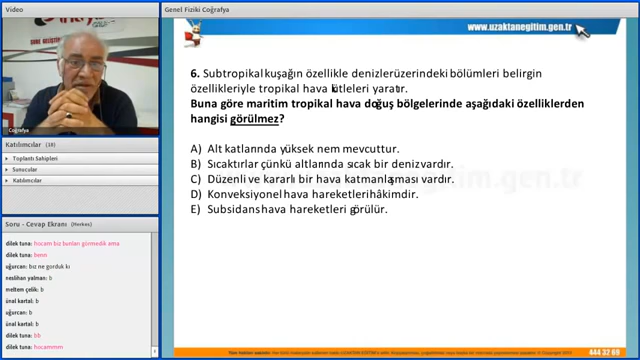 Video
Genel Fiziki Coğrafya
www.uzaktanegitim.gen.tr
6. Subtropikal kuşağın özellikle denizler üzerindeki bölümleri belirgin
özellikleriyle tropikal hava kütleleri yaratır.
Buna göre maritim tropikal hava doğuş bölgelerinde aşağıdaki özelliklerden
hangisi görülmez?
A) Alt katlarında yüksek nem mevcuttur.
B) Sıcaktırlar çünkü altlarında sıcak bir deniz vardır.
C) Düzenli ve kararlı bir hava katmanlaşması vardır.
D) Konveksiyonel hava hareketleri hâkimdir.
E) Subsidans hava hareketleri görülür.
Coğrafya
Katılımcılar (18)
Toplantı Sahipleri
Sunucular
Katılımcılar
Soru - Cevap Ekranı (Herkes)
dilek tuna: hocam biz bunları görmedik ama
dilek tuna: benn
uğurcan: bız ne gorduk kı
neslihan yalman: b
meltem çelik: b
ünal kartal: b
uğurcan: b
ünal kartal: b
dilek tuna: bb
dilek tuna: hocammmm
444 32 69